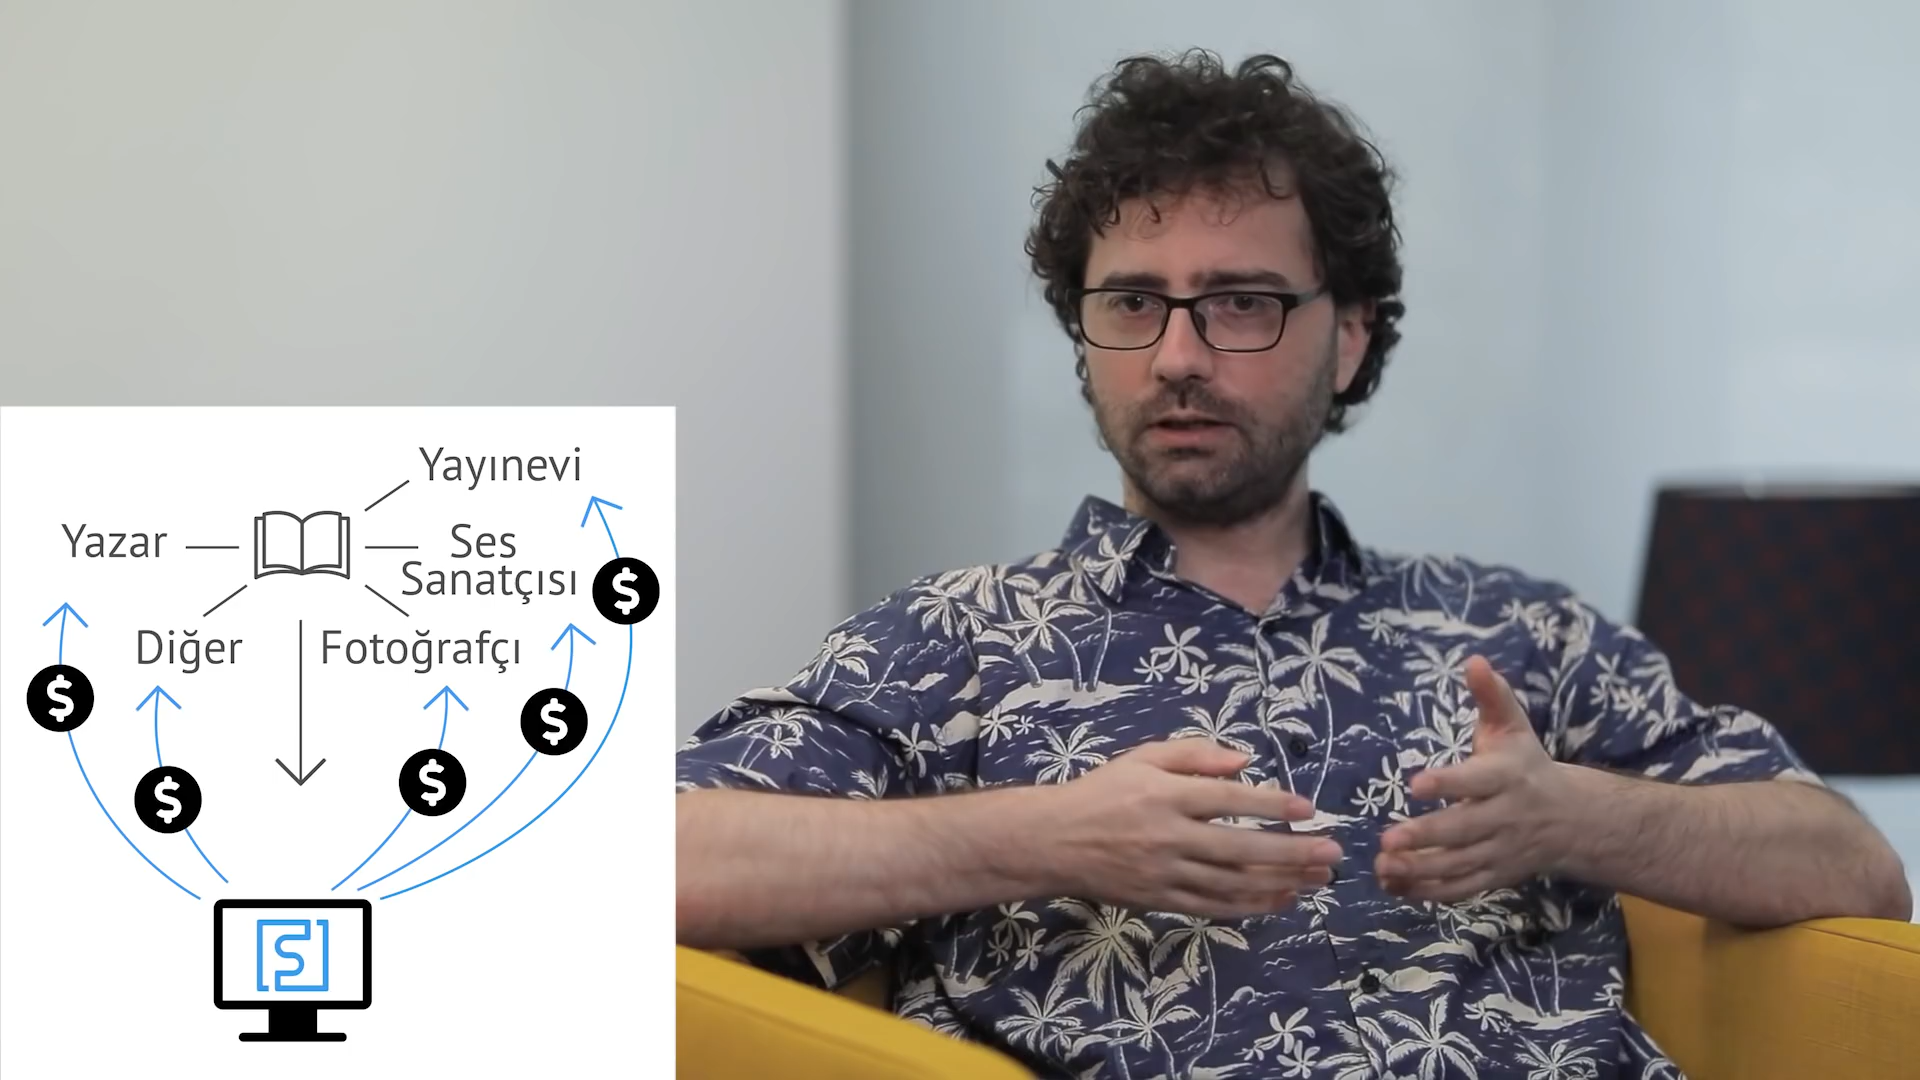 Yayınevi
Yazar
Ses
Sanatçısı
Diğer
Fotoğrafçı
$
$
$
$
$
[S]